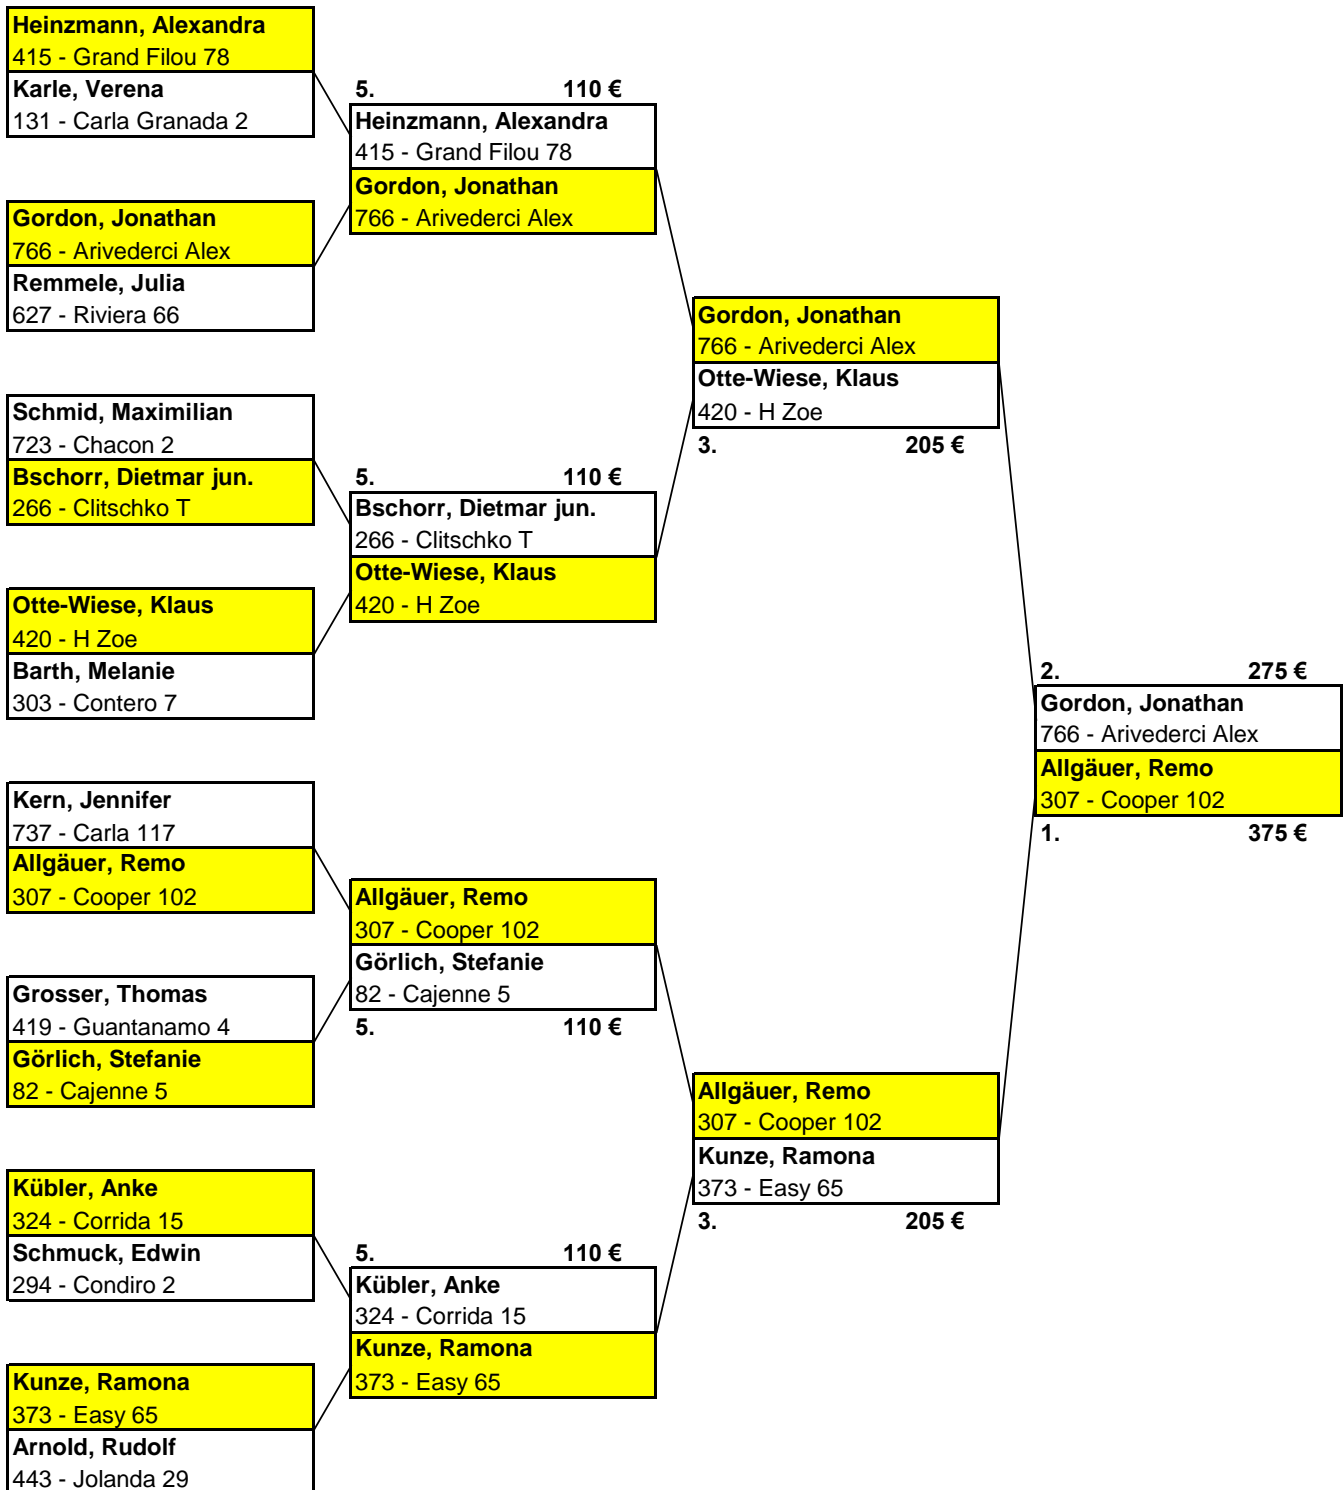 Heinzmann, Alexandra
415 - Grand Filou 78
Karle, Verena
131 - Carla Granada 2
Gordon, Jonathan
766 - Arivederci Alex
Remmele, Julia
627 - Riviera 66
Schmid, Maximilian
723 - Chacon 2
Bschorr, Dietmar jun.
266 - Clitschko T
Otte-Wiese, Klaus
420 - H Zoe
Barth, Melanie
303 - Contero 7
Kern, Jennifer
737 - Carla 117
Allgäuer, Remo
307 - Cooper 102
Grosser, Thomas
419 - Guantanamo 4
Görlich, Stefanie
82 - Cajenne 5
Kübler, Anke
324 - Corrida 15
Schmuck, Edwin
294 - Condiro 2
Kunze, Ramona
373 - Easy 65
Arnold, Rudolf
443 - Jolanda 29
5. 110 €
Heinzmann, Alexandra
415 - Grand Filou 78
Gordon, Jonathan
766 - Arivederci Alex
5. 110 €
Bschorr, Dietmar jun.
266 - Clitschko T
Otte-Wiese, Klaus
420 - H Zoe
Allgäuer, Remo
307 - Cooper 102
Görlich, Stefanie
82 - Cajenne 5
5. 110 €
5. 110 €
Kübler, Anke
324 - Corrida 15
Kunze, Ramona
373 - Easy 65
Gordon, Jonathan
766 - Arivederci Alex
Otte-Wiese, Klaus
420 - H Zoe
3. 205 €
Allgäuer, Remo
307 - Cooper 102
Kunze, Ramona
373 - Easy 65
3. 205 €
2. 275 €
Gordon, Jonathan
766 - Arivederci Alex
Allgäuer, Remo
307 - Cooper 102
1. 375 €